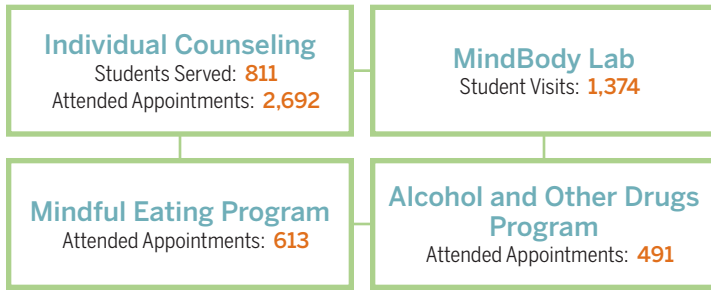 Individual Counseling
Students Served: 811
Attended Appointments: 2,692
MindBody Lab
Student Visits: 1,374
Mindful Eating Program
Attended Appointments: 613
Alcohol and Other Drugs
Program
Attended Appointments: 491